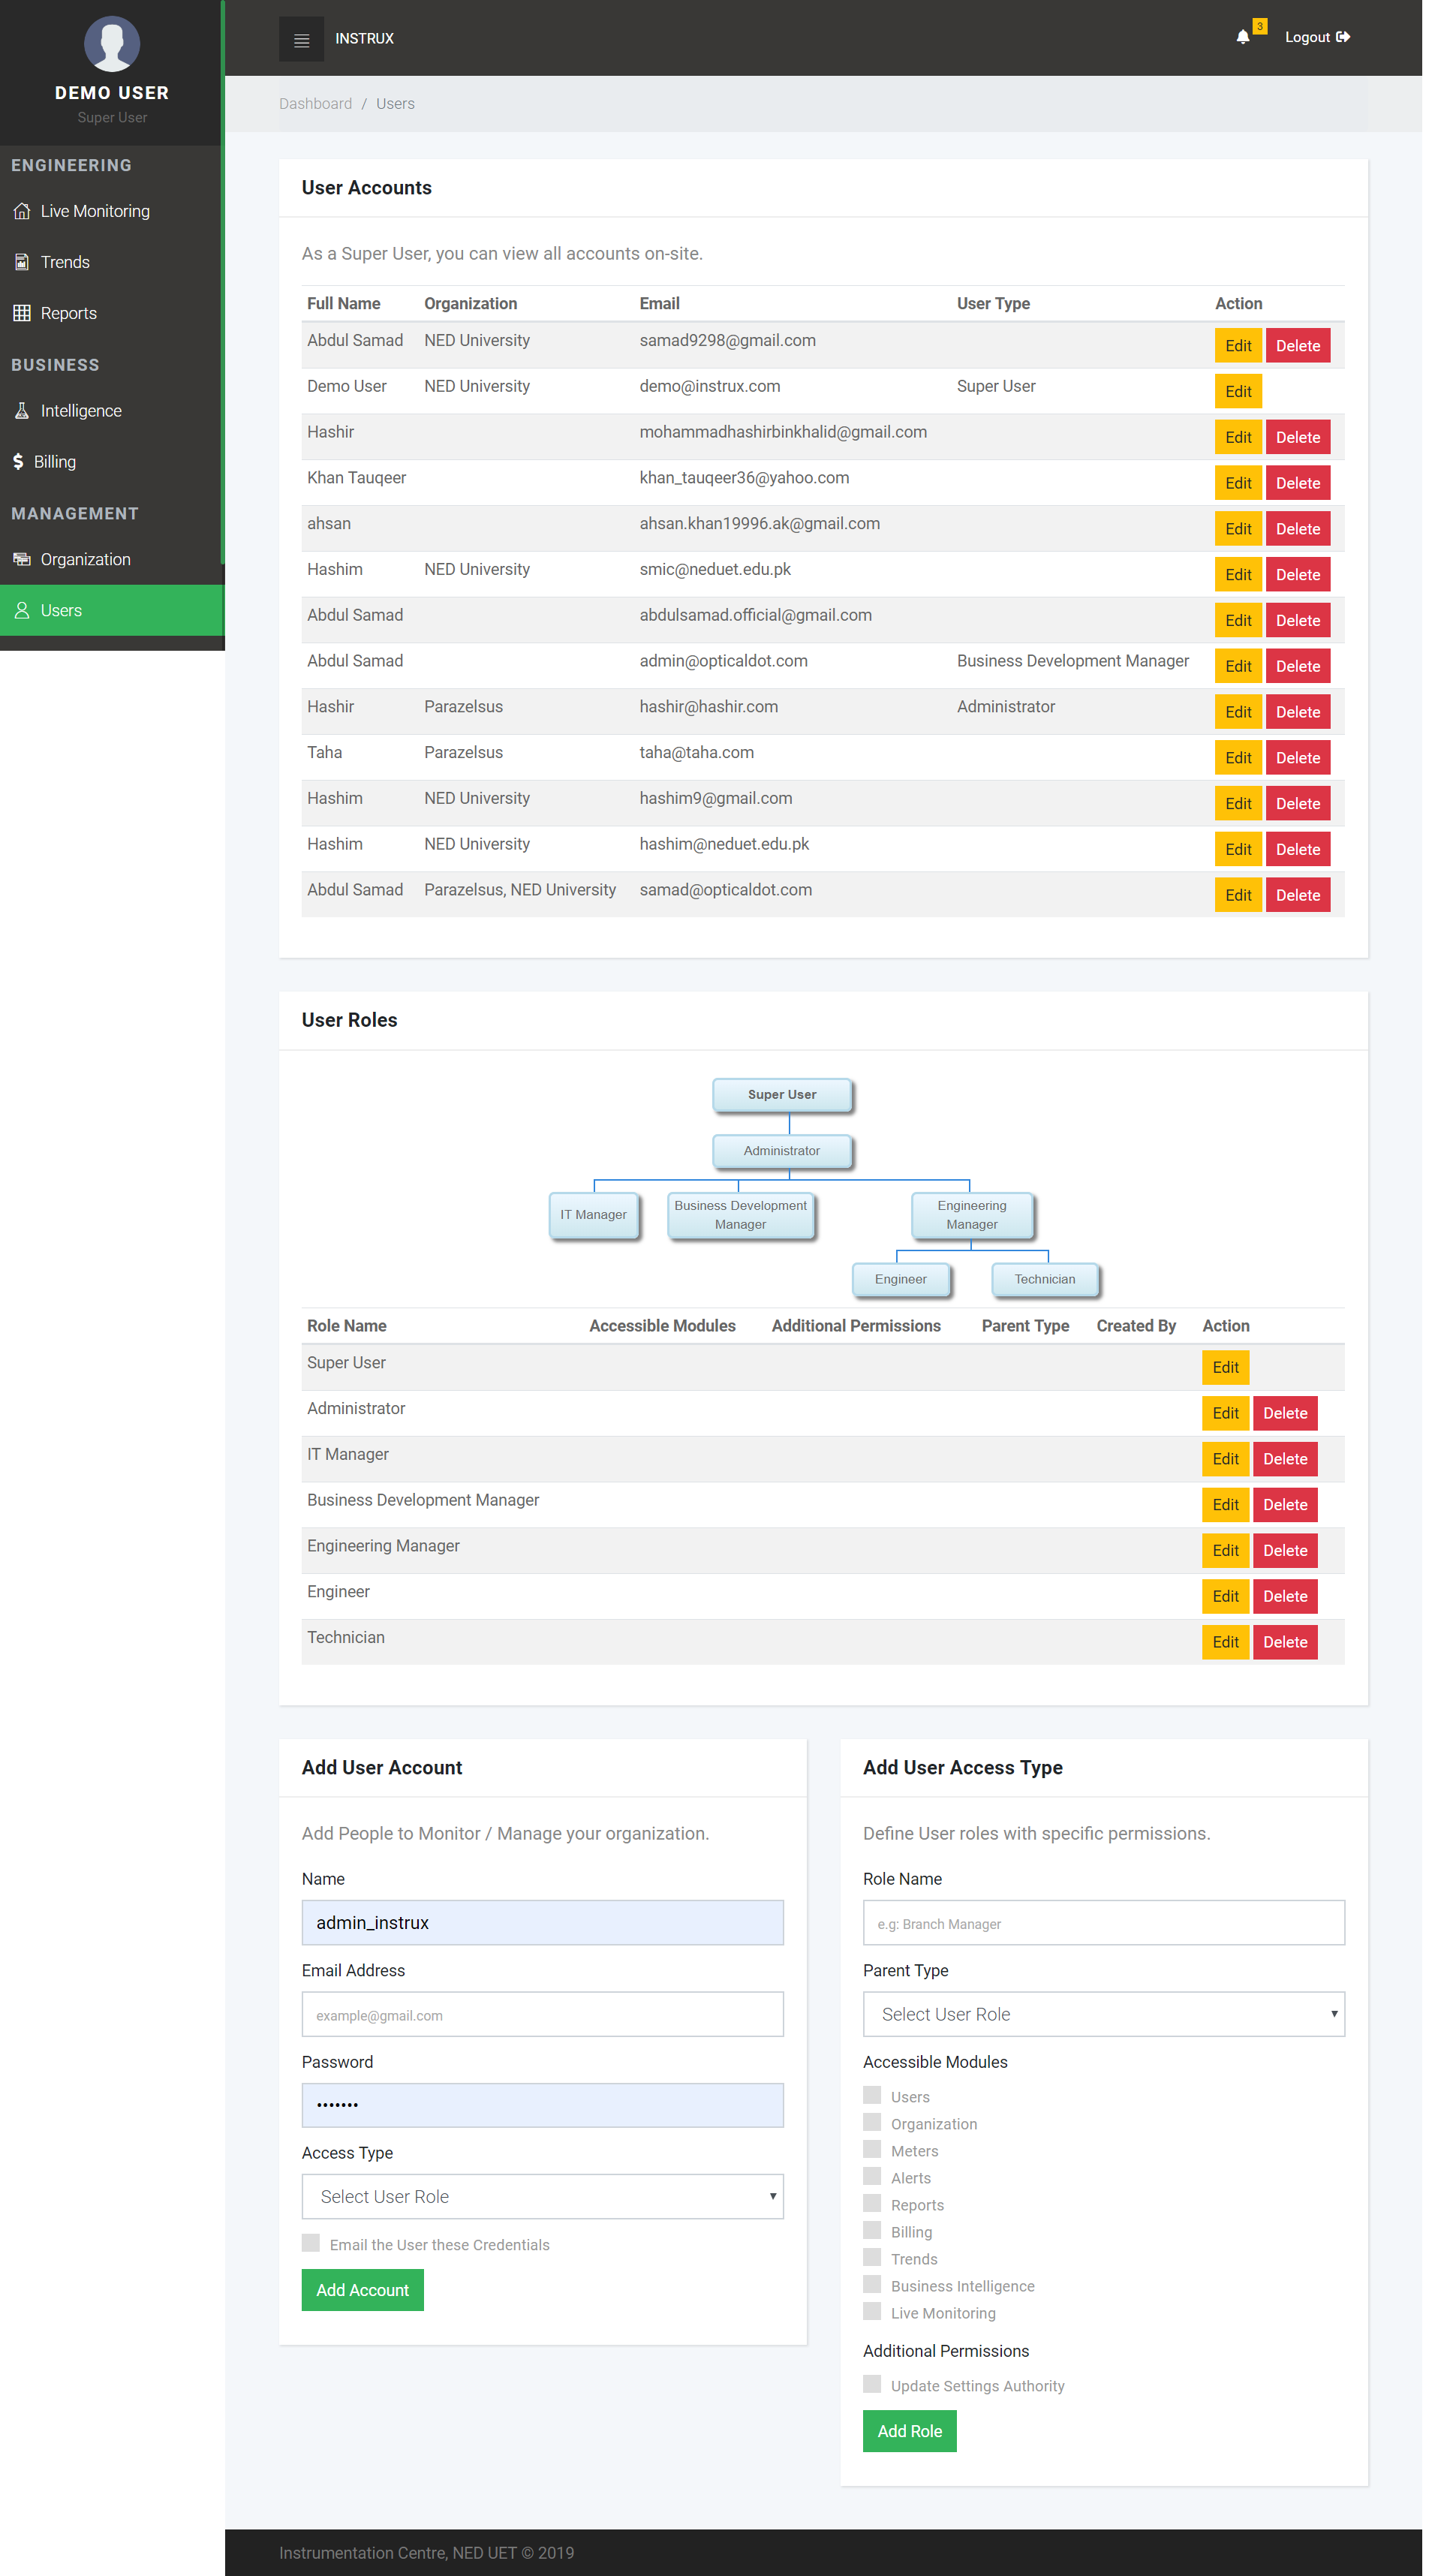 DEMO USER
Super User
ENGINEERING
Live Monitoring
Trends
Reports
BUSINESS
Intelligence
Billing
MANAGEMENT
Organization
Users
INSTRUX
3
Logout
Dashboard / Users
User Accounts
As a Super User, you can view all accounts on-site.
Full Name Organization Email User Type Action
Abdul Samad NED University samad9298@gmail.com Edit Delete
Demo User NED University demo@instrux.com Super User Edit
Hashir mohammadhashirbinkhalid@gmail.com Edit Delete
Khan Tauqeer khan_tauqeer36@yahoo.com Edit Delete
ahsan ahsan.khan19996.ak@gmail.com Edit Delete
Hashim NED University smic@neduet.edu.pk Edit Delete
Abdul Samad abdulsamad.official@gmail.com Edit Delete
Abdul Samad admin@opticaldot.com Business Development Manager Edit Delete
Hashir Parazelsus hashir@hashir.com Administrator Edit Delete
Taha Parazelsus taha@taha.com Edit Delete
Hashim NED University hashim9@gmail.com Edit Delete
Hashim NED University hashim@neduet.edu.pk Edit Delete
Abdul Samad Parazelsus, NED University samad@opticaldot.com Edit Delete
User Roles
Super User
Administrator
IT Manager
Business Development
Manager
Engineering
Manager
Engineer
Technician
Role Name Accessible Modules Additional Permissions Parent Type Created By Action
Super User Edit
Administrator Edit Delete
IT Manager Edit Delete
Business Development Manager Edit Delete
Engineering Manager Edit Delete
Engineer Edit Delete
Technician Edit Delete
Add User Account
Add People to Monitor / Manage your organization.
Name
admin_instrux
Email Address
example@gmail.com
Password
•••••••
Access Type
Select User Role
Email the User these Credentials
Add Account
Add User Access Type
Define User roles with specific permissions.
Role Name
e.g: Branch Manager
Parent Type
Select User Role
Accessible Modules
Users
Organization
Meters
Alerts
Reports
Billing
Trends
Business Intelligence
Live Monitoring
Additional Permissions
Update Settings Authority
Add Role
Instrumentation Centre, NED UET © 2019